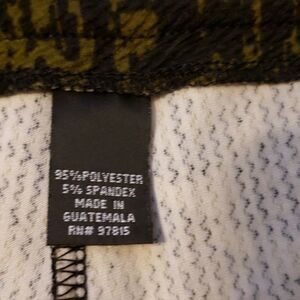 95%POLYESTER
5% SPANDEX
MADE IN
GUATEMALA
RN# 97815